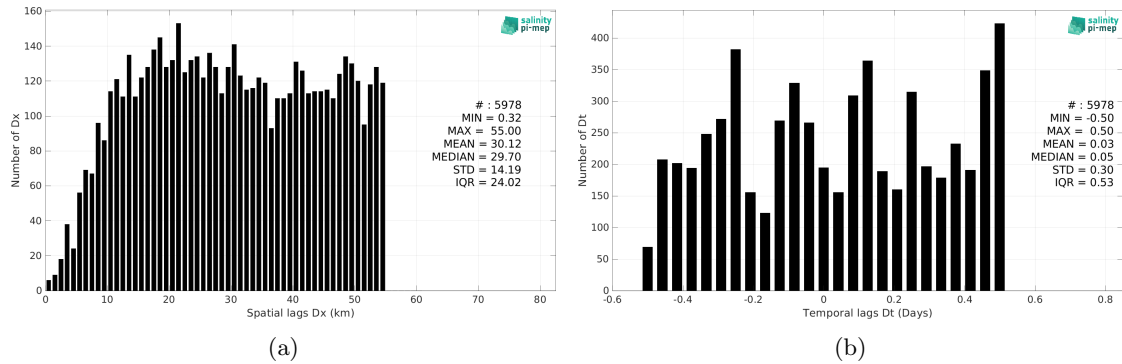 160
140
120
100
80
60
40
20
0
Number of Dx
0
10
20
30
40
50
60
70
80
Spatial lags Dx (km)
salinity
pi-mep
# : 5978
MIN = 0.32
MAX = 55.00
MEAN = 30.12
MEDIAN = 29.70
STD = 14.19
IQR = 24.02
(a)
400
350
300
250
200
150
100
50
0
Number of Dt
-0.6
-0.4
-0.2
0
0.2
0.4
0.6
0.8
Temporal lags Dt (Days)
salinity
pi-mep
# : 5978
MIN = -0.50
MAX = 0.50
MEAN = 0.03
MEDIAN = 0.05
STD = 0.30
IQR = 0.53
(b)